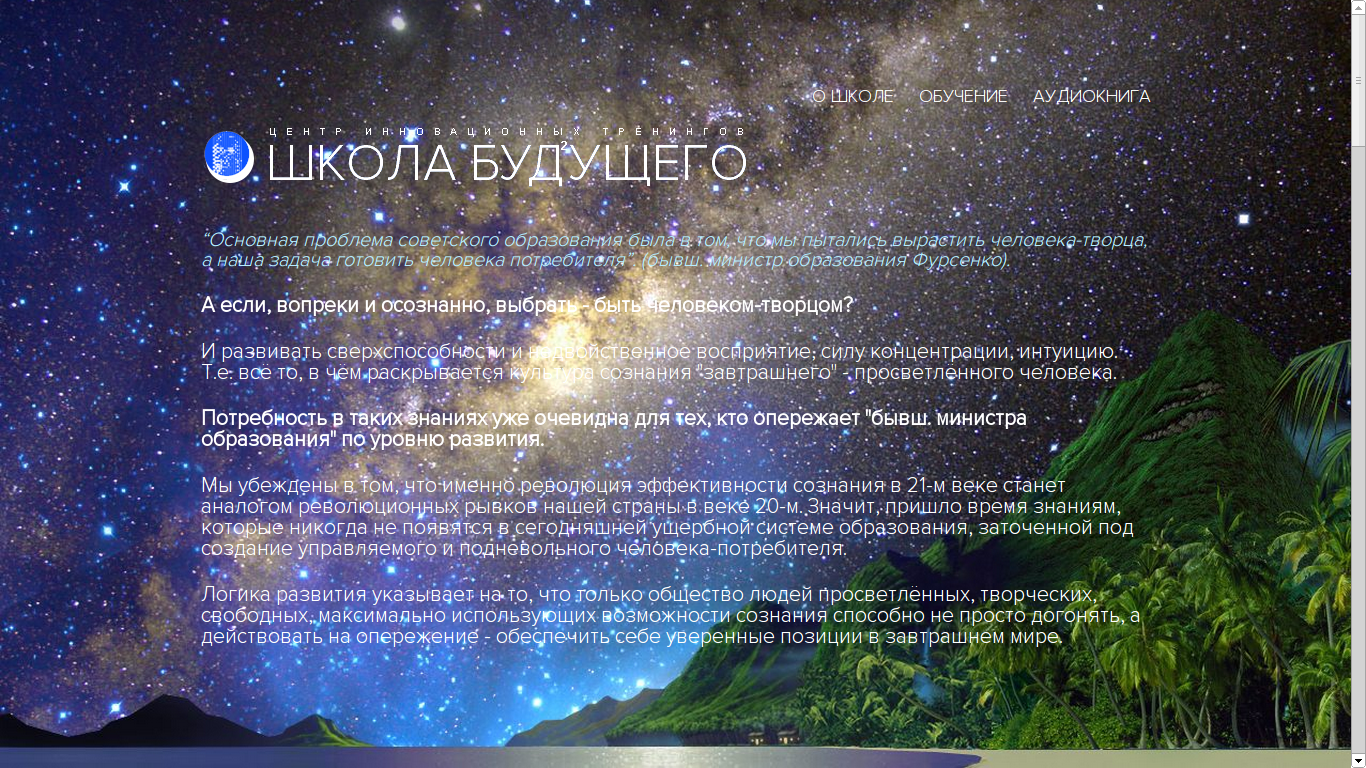 О ШКОЛЕ ОБУЧЕНИЕ АУДИОКНИГА
ЦЕНТР ИННОВАЦИОННЫХ ТРЕНИНГОВ
ШКОЛА БУД²УЩЕГО
“Основная проблема советского образования была в том, что мы пытались вырастить человека-творца,
а наша задача готовить человека потребителя”. (бывш. министр образования Фурсенко).
А если, вопреки и осознанно, выбрать - быть человеком-творцом?
И развивать сверхспособности и недвойственное восприятие, силу концентрации, интуицию.
Т.е. всё то, в чём раскрывается культура сознания "завтрашнего" - просветлённого человека.
Потребность в таких знаниях уже очевидна для тех, кто опережает "бывш. министра
образования" по уровню развития.
Мы убеждены в том, что именно революция эффективности сознания в 21-м веке станет
аналогом революционных рывков нашей страны в веке 20-м. Значит, пришло время знаниям,
которые никогда не появятся в сегодняшней ущербной системе образования, заточенной под
создание управляемого и подневольного человека-потребителя.
Логика развития указывает на то, что только общество людей просветлённых, творческих,
свободных, максимально использующих возможности сознания способно не просто догонять, а
действовать на опережение - обеспечить себе уверенные позиции в завтрашнем мире.